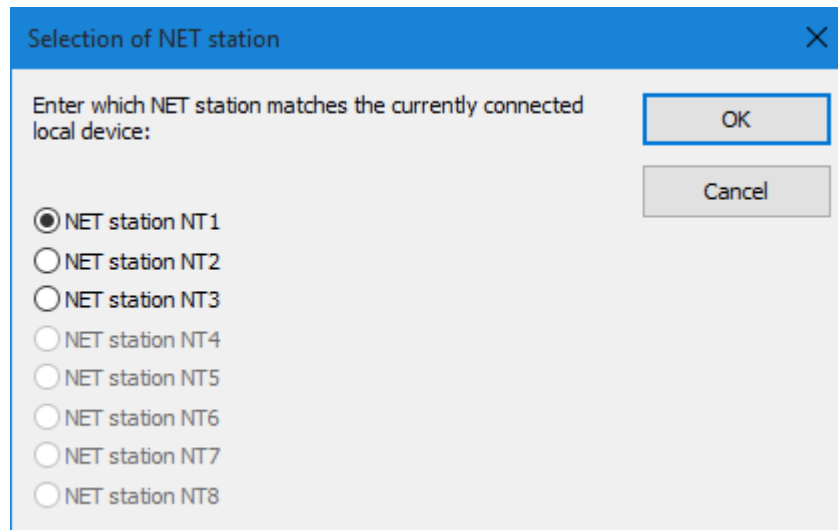 Selection of NET station
Enter which NET station matches the currently connected
local device:
OK
Cancel
NET station NT1
NET station NT2
NET station NT3
NET station NT4
NET station NT5
NET station NT6
NET station NT7
NET station NT8